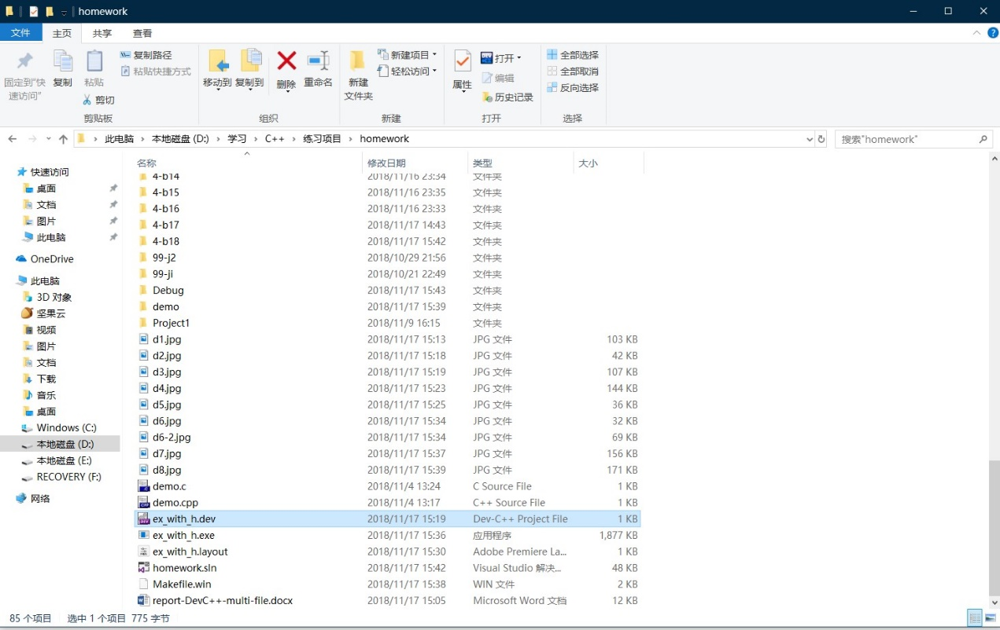 homework
文件 主页 共享 查看
固定到"快速访问" 复制 粘贴 复制路径 粘贴快捷方式 剪切
移动到 复制到 删除 重命名 新建文件夹 新建项目 轻松访问
属性 打开 编辑 历史记录 全部选择 全部取消 反向选择
剪贴板 组织 新建 打开 选择
此电脑 本地磁盘 (D:) 学习 C++ 练习项目 homework 搜索"homework"
快速访问
桌面
文档
图片
此电脑
OneDrive
此电脑
3D 对象
坚果云
视频
图片
文档
下载
音乐
桌面
Windows (C:)
本地磁盘 (D:)
本地磁盘 (E:)
RECOVERY (F:)
网络
名称 修改日期 类型 大小
4-b14 2018/11/16 23:34 文件夹
4-b15 2018/11/16 23:35 文件夹
4-b16 2018/11/16 23:33 文件夹
4-b17 2018/11/17 14:43 文件夹
4-b18 2018/11/17 15:42 文件夹
99-j2 2018/10/29 21:56 文件夹
99-ji 2018/10/21 22:49 文件夹
Debug 2018/11/17 15:43 文件夹
demo 2018/11/17 15:39 文件夹
Project1 2018/11/9 16:15 文件夹
d1.jpg 2018/11/17 15:13 JPG 文件 103 KB
d2.jpg 2018/11/17 15:18 JPG 文件 42 KB
d3.jpg 2018/11/17 15:19 JPG 文件 107 KB
d4.jpg 2018/11/17 15:23 JPG 文件 144 KB
d5.jpg 2018/11/17 15:25 JPG 文件 36 KB
d6.jpg 2018/11/17 15:34 JPG 文件 32 KB
d6-2.jpg 2018/11/17 15:34 JPG 文件 69 KB
d7.jpg 2018/11/17 15:37 JPG 文件 156 KB
d8.jpg 2018/11/17 15:39 JPG 文件 171 KB
demo.c 2018/11/4 13:24 C Source File 1 KB
demo.cpp 2018/11/4 13:17 C++ Source File 1 KB
ex_with_h.dev 2018/11/17 15:19 Dev-C++ Project File 1 KB
ex_with_h.exe 2018/11/17 15:36 应用程序 1,877 KB
ex_with_h.layout 2018/11/17 15:30 Adobe Premiere La... 1 KB
homework.sln 2018/11/17 15:42 Visual Studio 解决... 48 KB
Makefile.win 2018/11/17 15:38 WIN 文件 2 KB
report-DevC++-multi-file.docx 2018/11/17 15:05 Microsoft Word 文档 12 KB
85 个项目 选中 1 个项目 775 字节